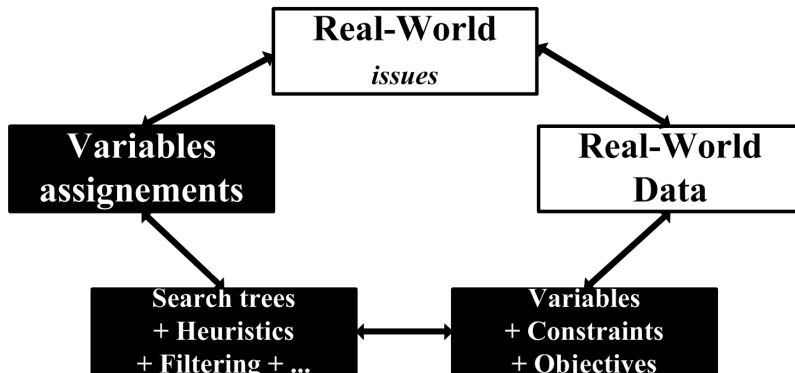 Real-World
issues
Variables
assignements
Real-World
Data
Search trees
+ Heuristics
+ Filtering + ...
Variables
+ Constraints
+ Objectives